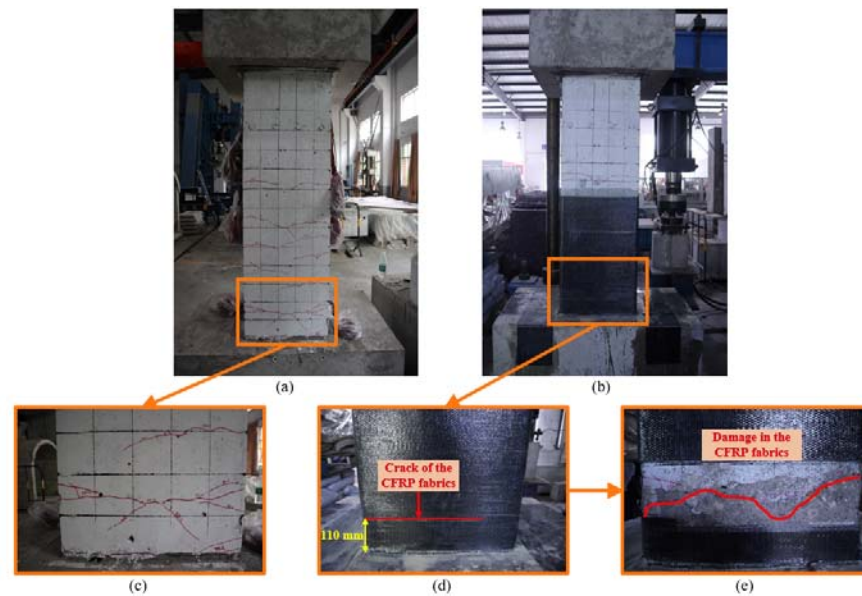 (a)
(b)
Crack of the
CFRP fabrics
110 mm
Damage in the
CFRP fabrics
(c)
(d)
(e)